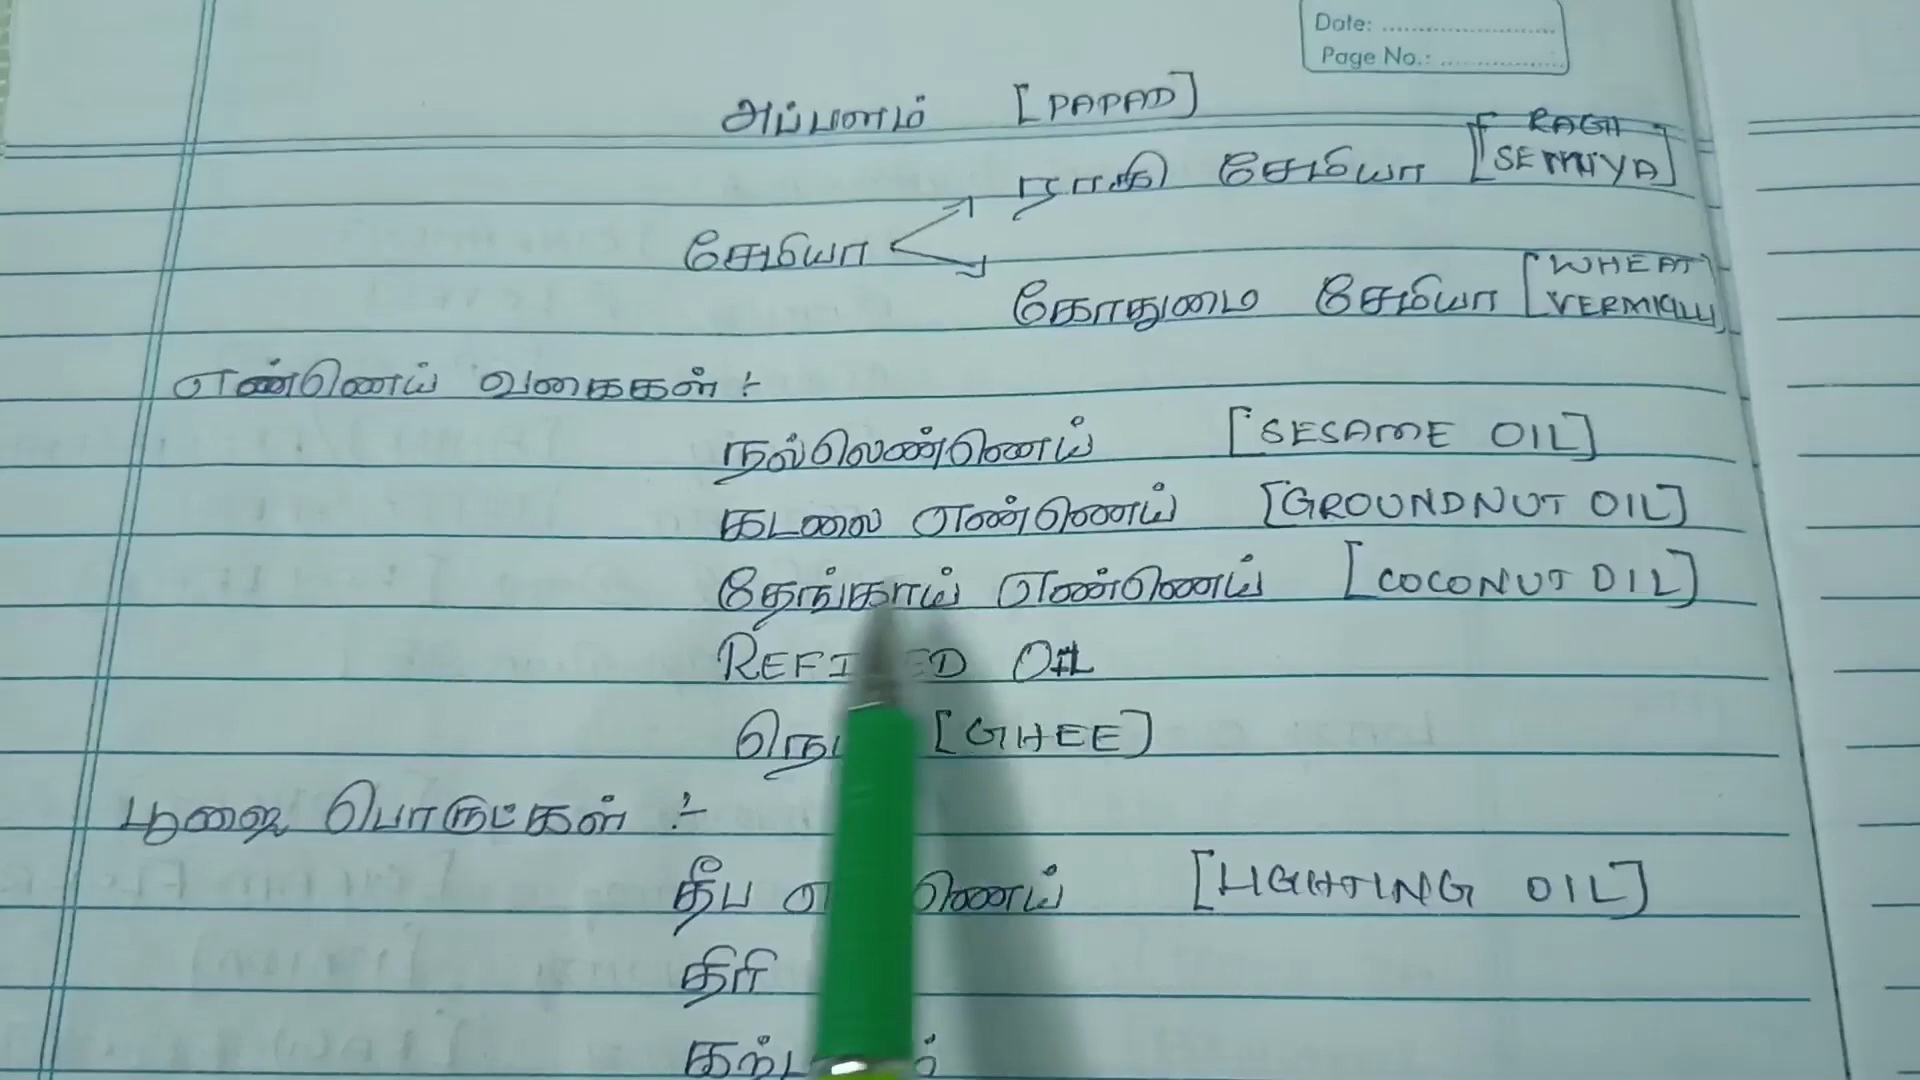 Date:
Page No.:
அப்பளம் [PAPAD]
ராகி சேமியா [RAGI SEMIYA]
சேமியா
கோதுமை சேமியா [WHEAT VERMICILLI]
எண்ணெய் வகைகள் :-
நல்லெண்ணெய் [SESAME OIL]
கடலை எண்ணெய் [GROUNDNUT OIL]
தேங்காய் எண்ணெய் [COCONUT OIL]
OIL
[GHEE]
பூஜை பொருட்கள் :-
தீப [LIGHTING OIL]
திரி